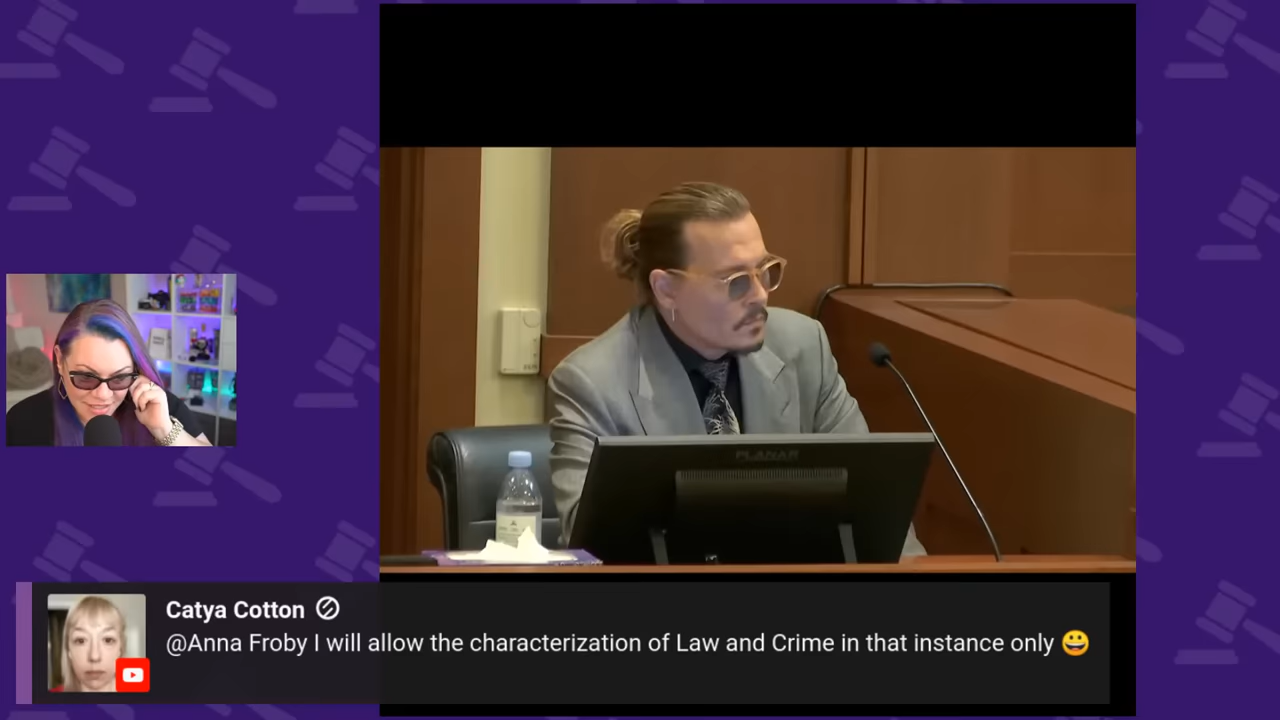 PLANAR
Catya Cotton
@Anna Froby I will allow the characterization of Law and Crime in that instance only 😀